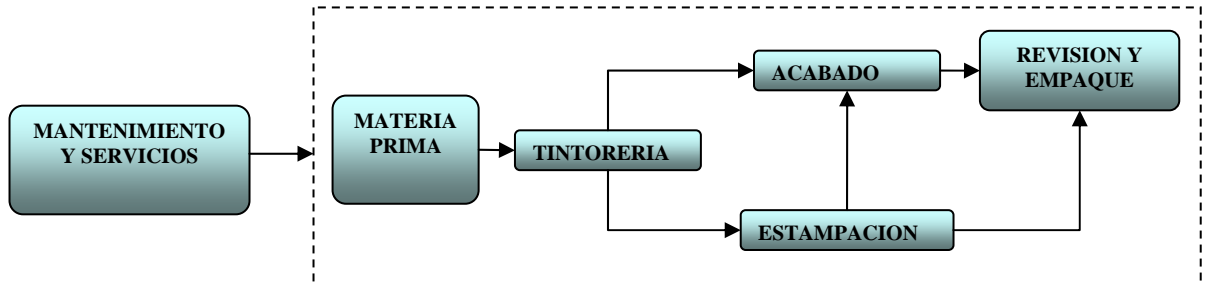 MANTENIMIENTO
Y SERVICIOS
MATERIA
PRIMA
TINTORERIA
ACABADO
ESTAMPACION
REVISION Y
EMPAQUE